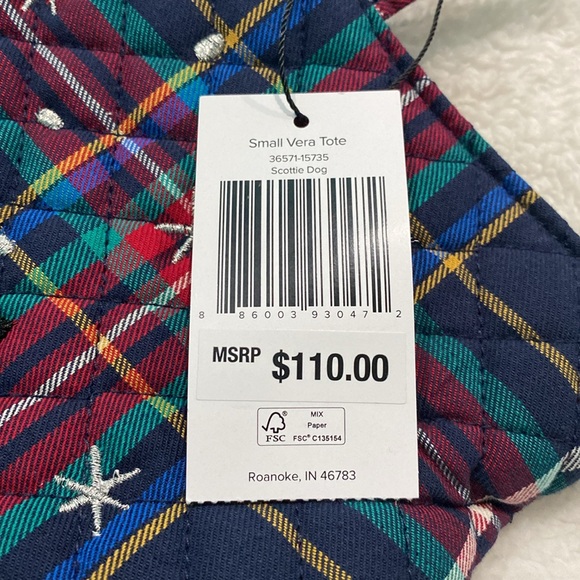 Small Vera Tote
36571-15735
Scottie Dog
8 86003 93047 2
MSRP $110.00
FSC
MIX
Paper
FSC® C135154
Roanoke, IN 46783